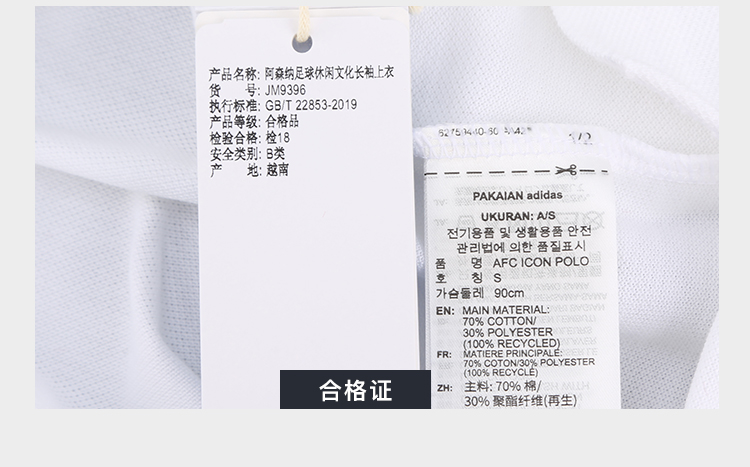 产品名称: 阿森纳足球休闲文化长袖上衣
货 号: JM9396
执行标准: GB/T 22853-2019
产品等级: 合格品
检验合格: 检18
安全类别: B类
产 地: 越南
1/2
PAKAIAN adidas
UKURAN: A/S
전기용품 및 생활용품 안전
관리법에 의한 품질표시
품 명 AFC ICON POLO
호 칭 S
가슴둘레 90cm
EN: MAIN MATERIAL:
70% COTTON/
30% POLYESTER
(100% RECYCLED)
FR: MATIERE PRINCIPALE:
70% COTON/30% POLYESTER
(100% RECYCLÉ)
ZH: 主料: 70% 棉/
30% 聚酯纤维(再生)
合格证